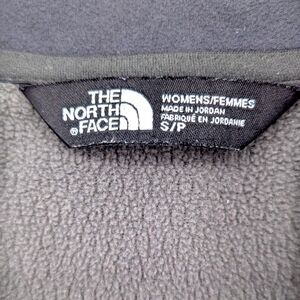 THE
NORTH
FACE
WOMENS/FEMMES
MADE IN JORDAN
FABRIQUÉ EN JORDANIE
S/P